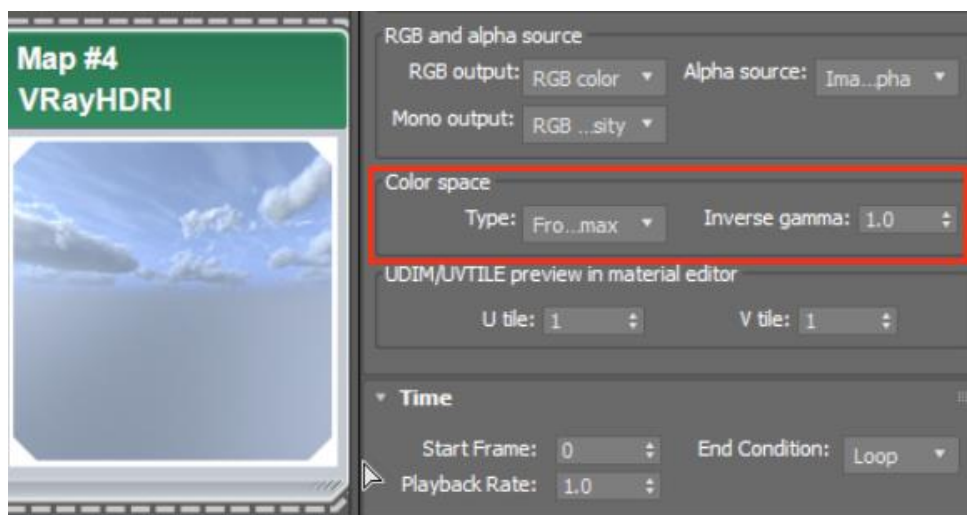 Map #4
VRayHDRI
RGB and alpha source
RGB output: RGB color Alpha source: Ima...pha
Mono output: RGB ...sity
Color space
Type: Fro...max Inverse gamma: 1.0
UDIM/UVTILE preview in material editor
U tile: 1 V tile: 1
Time
Start Frame: 0 End Condition: Loop
Playback Rate: 1.0